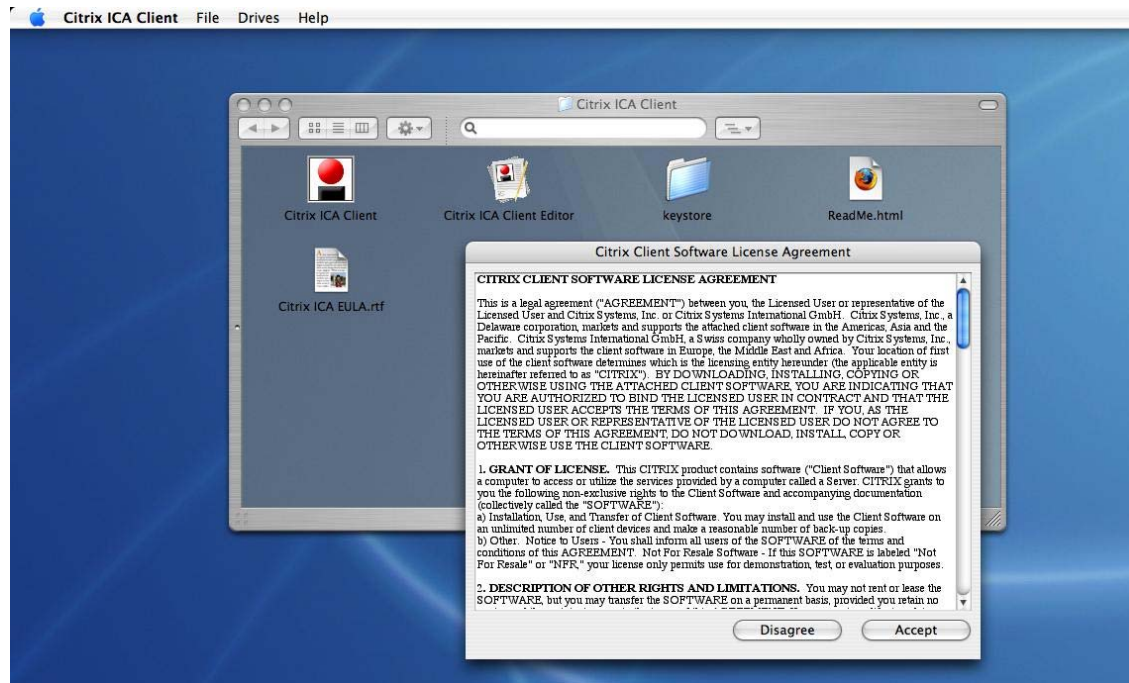 Citrix ICA Client File Drives Help
Citrix ICA Client
Citrix ICA Client Citrix ICA Client Editor keystore ReadMe.html
Citrix ICA EULA.rtf
Citrix Client Software License Agreement
CITRIX CLIENT SOFTWARE LICENSE AGREEMENT
This is a legal agreement ("AGREEMENT") between you, the Licensed User or representative of the
Licensed User and Citrix Systems, Inc. or Citrix Systems International GmbH. Citrix Systems, Inc., a
Delaware corporation, markets and supports the attached client software in the Americas, Asia and the
Pacific. Citrix Systems International GmbH, a Swiss company wholly owned by Citrix Systems, Inc.,
markets and supports the client software in Europe, the Middle East and Africa. Your location of first
use of the client software determines which is the licensing entity hereunder (the applicable entity is
hereinafter referred to as "CITRIX"). BY DOWNLOADING, INSTALLING, COPYING OR
OTHERWISE USING THE ATTACHED CLIENT SOFTWARE, YOU ARE INDICATING THAT
YOU ARE AUTHORIZED TO BIND THE LICENSED USER IN CONTRACT AND THAT THE
LICENSED USER ACCEPTS THE TERMS OF THIS AGREEMENT. IF YOU, AS THE
LICENSED USER OR REPRESENTATIVE OF THE LICENSED USER DO NOT AGREE TO
THE TERMS OF THIS AGREEMENT, DO NOT DOWNLOAD, INSTALL, COPY OR
OTHERWISE USE THE CLIENT SOFTWARE.
1. GRANT OF LICENSE. This CITRIX product contains software ("Client Software") that allows
a computer to access or utilize the services provided by a computer called a Server. CITRIX grants to
you the following non-exclusive rights to the Client Software and accompanying documentation
(collectively called the "SOFTWARE"):
a) Installation, Use, and Transfer of Client Software. You may install and use the Client Software on
an unlimited number of client devices and make a reasonable number of back-up copies.
b) Other. Notice to Users - You shall inform all users of the SOFTWARE of the terms and
conditions of this AGREEMENT. Not For Resale Software - If this SOFTWARE is labeled "Not
For Resale" or "NFR," your license only permits use for demonstration, test, or evaluation purposes.
2. DESCRIPTION OF OTHER RIGHTS AND LIMITATIONS. You may not rent or lease the
SOFTWARE, but you may transfer the SOFTWARE on a permanent basis, provided you retain no
Disagree Accept